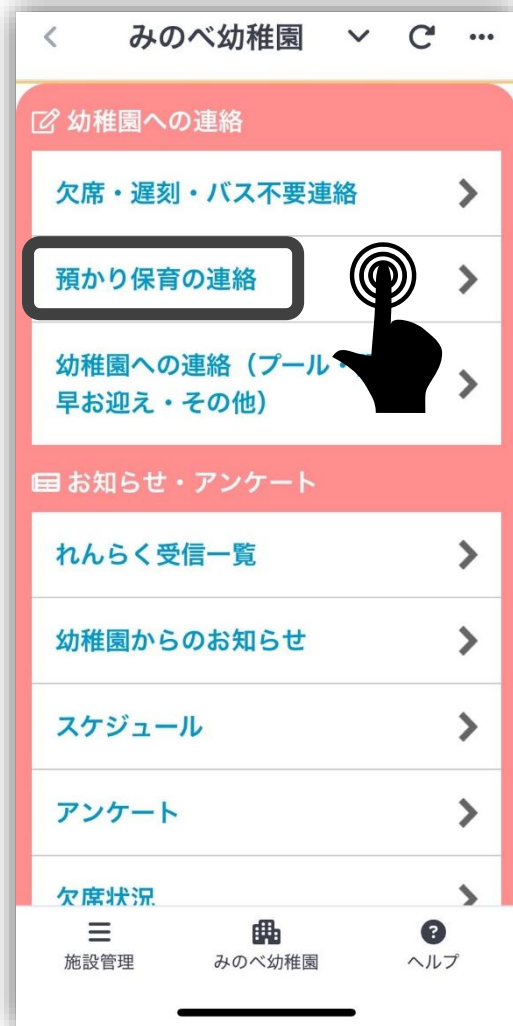 みのべ幼稚園
幼稚園への連絡
欠席・遅刻・バス不要連絡
預かり保育の連絡
幼稚園への連絡（プール・
早お迎え・その他）
お知らせ・アンケート
れんらく受信一覧
幼稚園からのお知らせ
スケジュール
アンケート
欠席状況
施設管理
みのべ幼稚園
ヘルプ